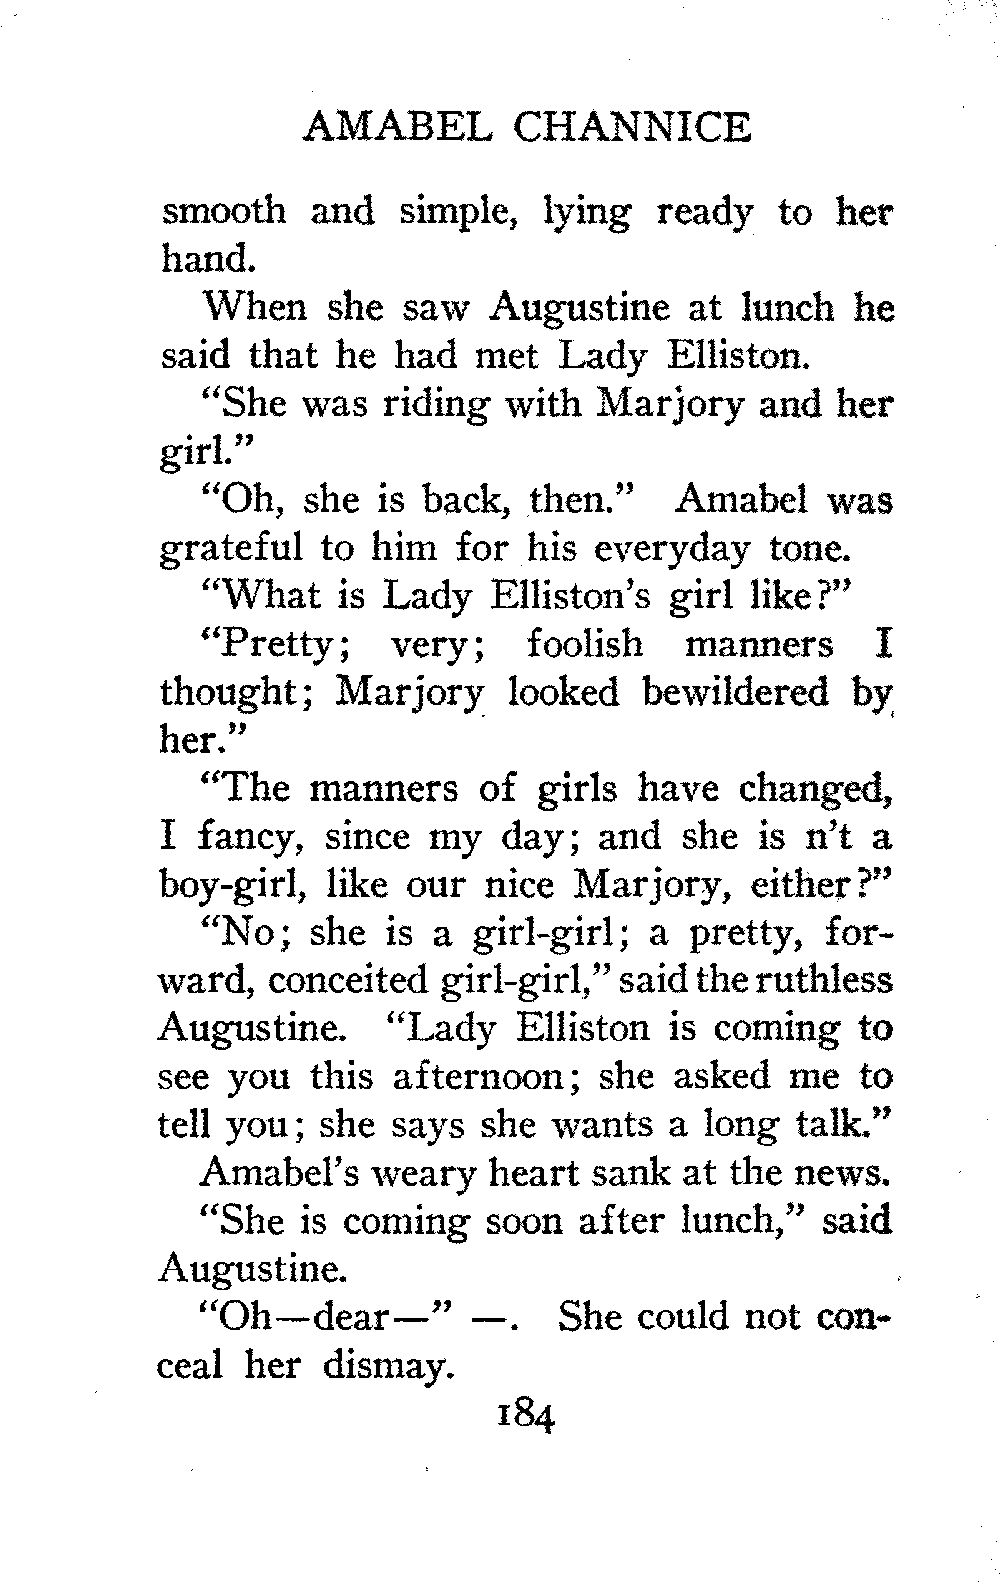 AMABEL CHANNICE
smooth and simple, lying ready to her
hand.
When she saw Augustine at lunch he
said that he had met Lady Elliston.
“She was riding with Marjory and her
girl.”
“Oh, she is back, then.” Amabel was
grateful to him for his everyday tone.
“What is Lady Elliston’s girl like?”
“Pretty; very; foolish manners I
thought; Marjory looked bewildered by
her.”
“The manners of girls have changed,
I fancy, since my day; and she is n’t a
boy-girl, like our nice Marjory, either?”
“No; she is a girl-girl; a pretty, for-
ward, conceited girl-girl,” said the ruthless
Augustine. “Lady Elliston is coming to
see you this afternoon; she asked me to
tell you; she says she wants a long talk.”
Amabel’s weary heart sank at the news.
“She is coming soon after lunch,” said
Augustine.
“Oh—dear—” —. She could not con-
ceal her dismay.
184